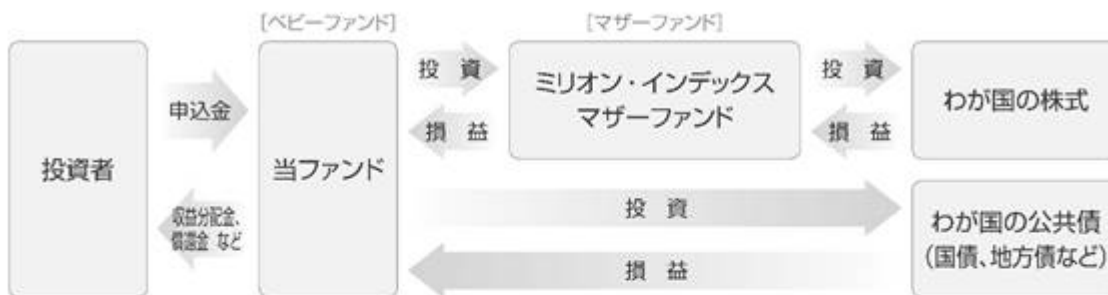 [ベビーファンド]
[マザーファンド]
投資者
申込金
収益分配金、
償還金 など
当ファンド
投 資
損 益
ミリオン・インデックス
マザーファンド
投 資
損 益
わが国の株式
投 資
損 益
わが国の公共債
(国債、地方債など)